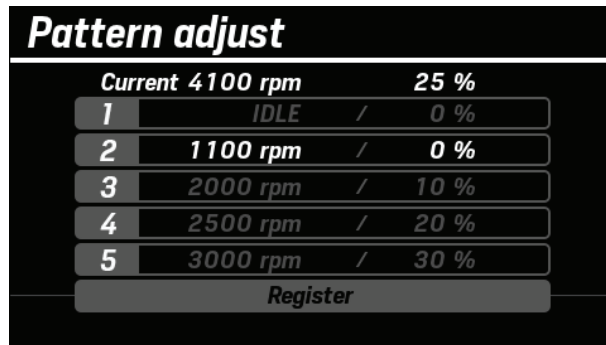 Pattern adjust
Current 4100 rpm 25 %
1 IDLE / 0 %
2 1100 rpm / 0 %
3 2000 rpm / 10 %
4 2500 rpm / 20 %
5 3000 rpm / 30 %
Register